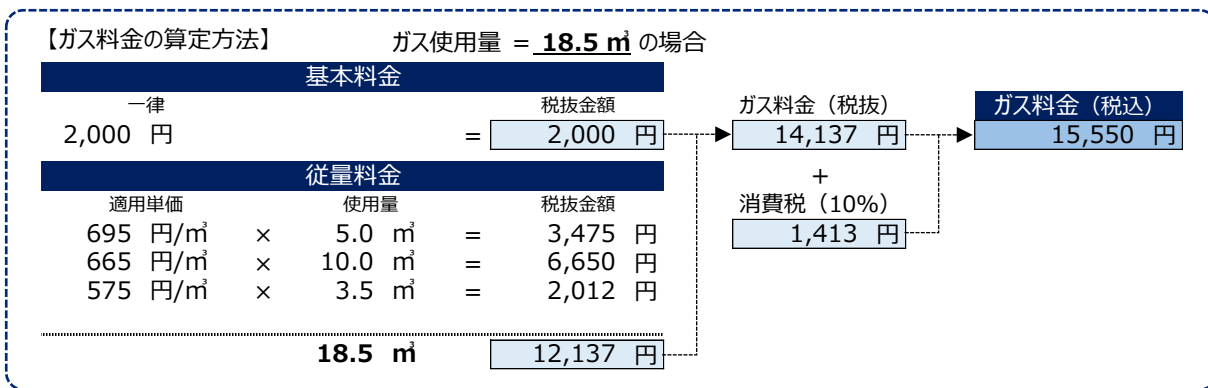 【ガス料金の算定方法】 ガス使用量 = 18.5 ㎥ の場合
基本料金
一律 税抜金額 ガス料金（税抜） ガス料金（税込）
2,000 円 = 2,000 円 14,137 円 15,550 円
従量料金 +
適用単価 使用量 税抜金額 消費税（10%）
695 円/㎥ × 5.0 ㎥ = 3,475 円 1,413 円
665 円/㎥ × 10.0 ㎥ = 6,650 円
575 円/㎥ × 3.5 ㎥ = 2,012 円
18.5 ㎥ 12,137 円